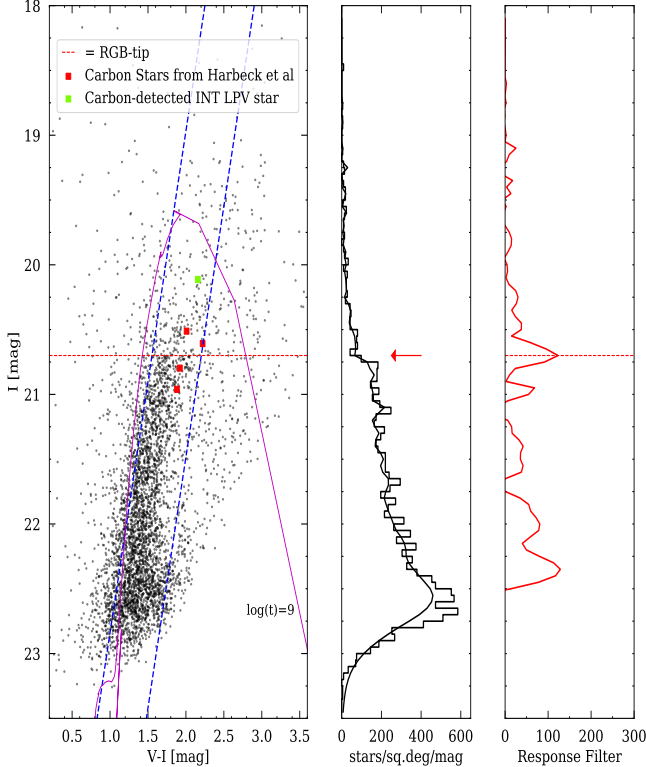 18
19
20
21
22
23
I [mag]
= RGB-tip
Carbon Stars from Harbeck et al
Carbon-detected INT LPV star
log(t)=9
0.5 1.0 1.5 2.0 2.5 3.0 3.5
V-I [mag]
0 200 400 600
stars/sq.deg/mag
0 100 200 300
Response Filter